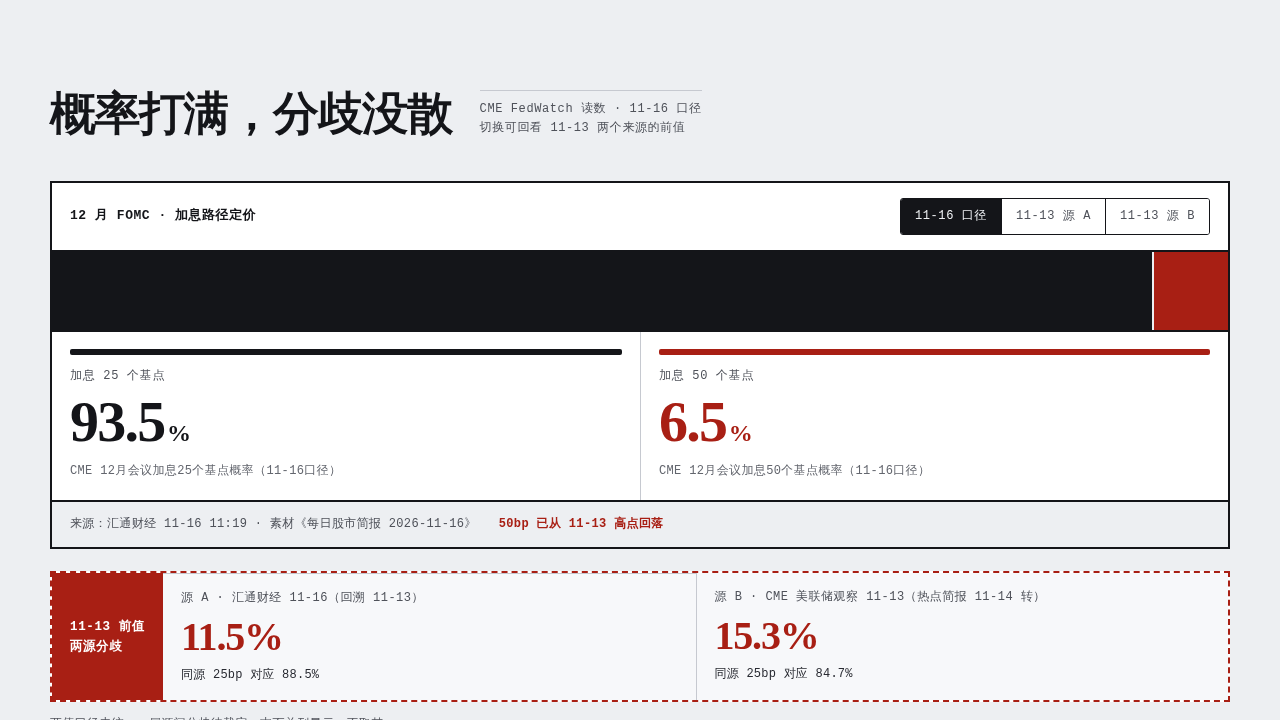 概率打满，分歧没散
CME FedWatch 读数 · 11-16 口径
切换可回看 11-13 两个来源的前值
12 月 FOMC · 加息路径定价
11-16 口径
11-13 源 A
11-13 源 B
加息 25 个基点
93.5%
CME 12月会议加息25个基点概率（11-16口径）
加息 50 个基点
6.5%
CME 12月会议加息50个基点概率（11-16口径）
来源：汇通财经 11-16 11:19 · 素材《每日股市简报 2026-11-16》 50bp 已从 11-13 高点回落
11-13 前值
两源分歧
源 A · 汇通财经 11-16（回溯 11-13）
11.5%
同源 25bp 对应 88.5%
源 B · CME 美联储观察 11-13（热点简报 11-14 转）
15.3%
同源 25bp 对应 84.7%